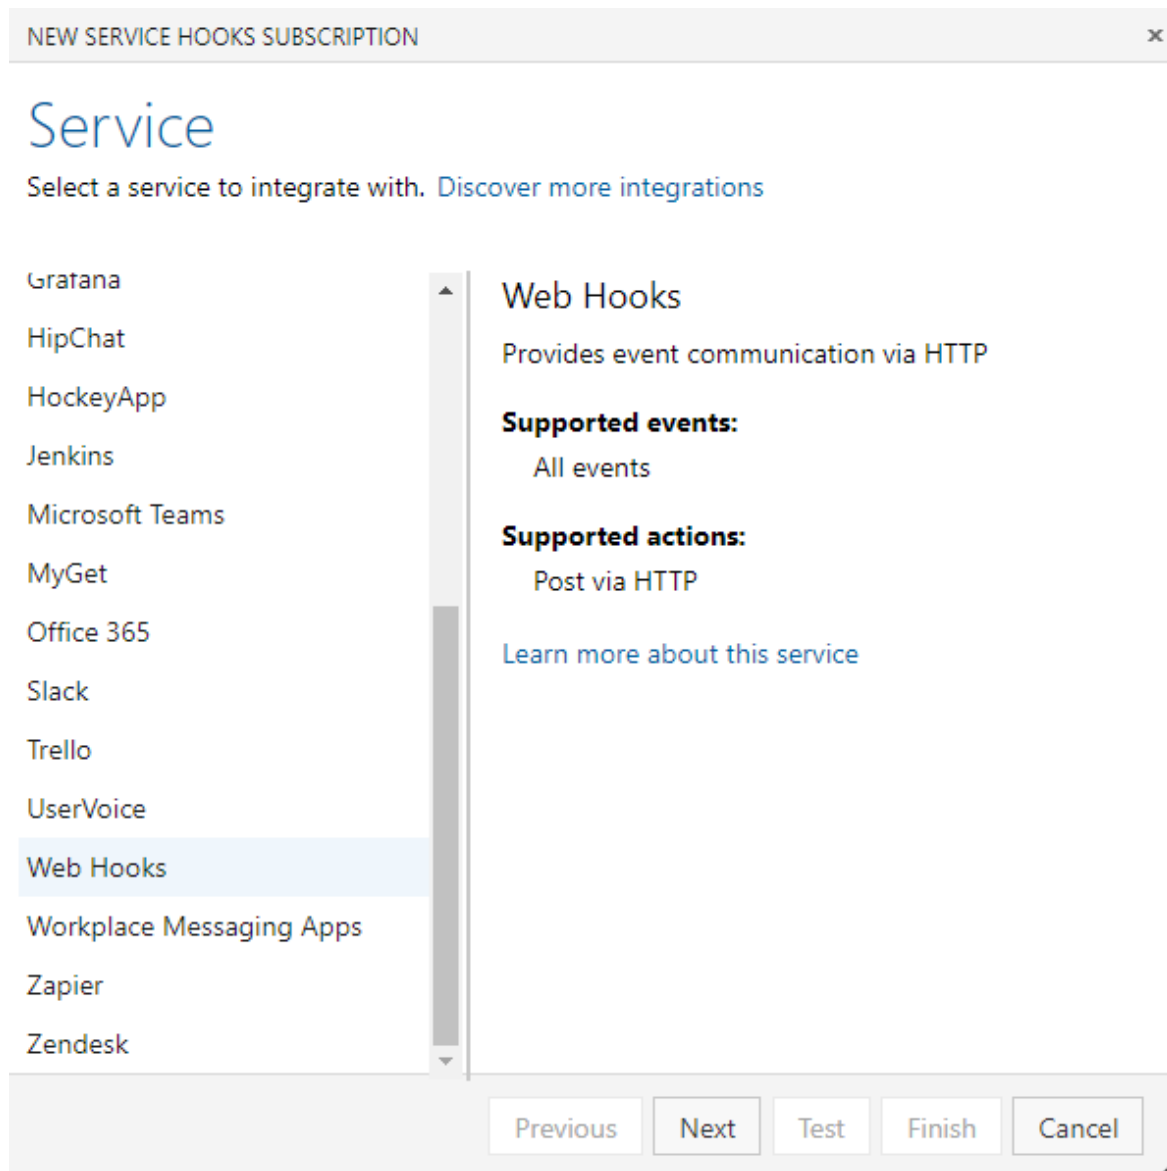 NEW SERVICE HOOKS SUBSCRIPTION
Service
Select a service to integrate with. Discover more integrations
Grafana
HipChat
HockeyApp
Jenkins
Microsoft Teams
MyGet
Office 365
Slack
Trello
UserVoice
Web Hooks
Workplace Messaging Apps
Zapier
Zendesk
Web Hooks
Provides event communication via HTTP
Supported events:
All events
Supported actions:
Post via HTTP
Learn more about this service
Previous Next Test Finish Cancel